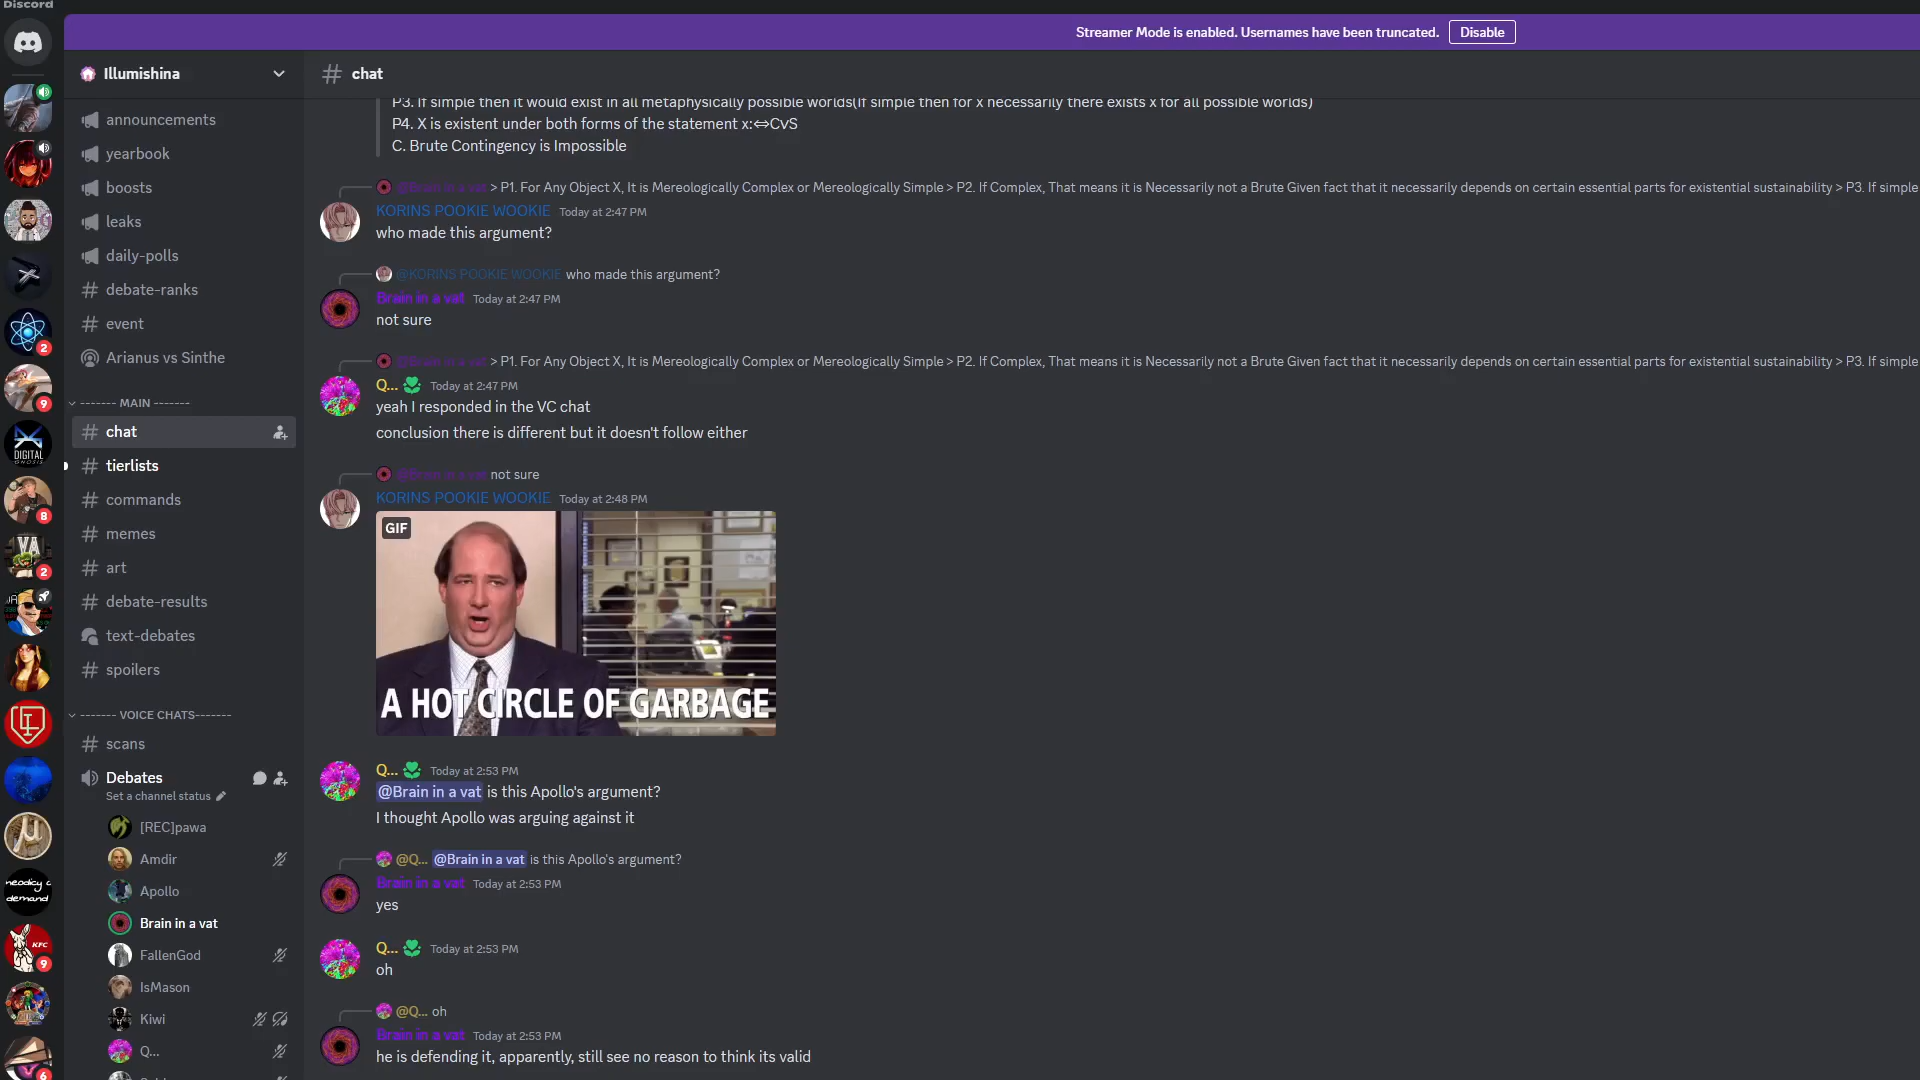 Discord
Streamer Mode is enabled. Usernames have been truncated.
Disable
Illumishina
announcements
yearbook
boosts
leaks
daily-polls
debate-ranks
event
Arianus vs Sinthe
------- MAIN -------
chat
tierlists
commands
memes
art
debate-results
text-debates
spoilers
------- VOICE CHATS-------
scans
Debates
Set a channel status
[REC]pawa
Amdir
Apollo
Brain in a vat
FallenGod
IsMason
Kiwi
Q...
2
9
DIGITAL
GNOSIS
8
VA
2
demand
KFC
9
6
chat
P3. If simple then it would exist in all metaphysically possible worlds(If simple then for x necessarily there exists x for all possible worlds)
P4. X is existent under both forms of the statement x:⇔CvS
C. Brute Contingency is Impossible
@Brain in a vat > P1. For Any Object X, It is Mereologically Complex or Mereologically Simple > P2. If Complex, That means it is Necessarily not a Brute Given fact that it necessarily depends on certain essential parts for existential sustainability > P3. If simple
KORINS POOKIE WOOKIE Today at 2:47 PM
who made this argument?
@KORINS POOKIE WOOKIE who made this argument?
Brain in a vat Today at 2:47 PM
not sure
@Brain in a vat > P1. For Any Object X, It is Mereologically Complex or Mereologically Simple > P2. If Complex, That means it is Necessarily not a Brute Given fact that it necessarily depends on certain essential parts for existential sustainability > P3. If simple
Q... Today at 2:47 PM
yeah I responded in the VC chat
conclusion there is different but it doesn't follow either
@Brain in a vat not sure
KORINS POOKIE WOOKIE Today at 2:48 PM
GIF
A HOT CIRCLE OF GARBAGE
Q... Today at 2:53 PM
@Brain in a vat is this Apollo's argument?
I thought Apollo was arguing against it
@Q... @Brain in a vat is this Apollo's argument?
Brain in a vat Today at 2:53 PM
yes
Q... Today at 2:53 PM
oh
@Q... oh
Brain in a vat Today at 2:53 PM
he is defending it, apparently, still see no reason to think its valid